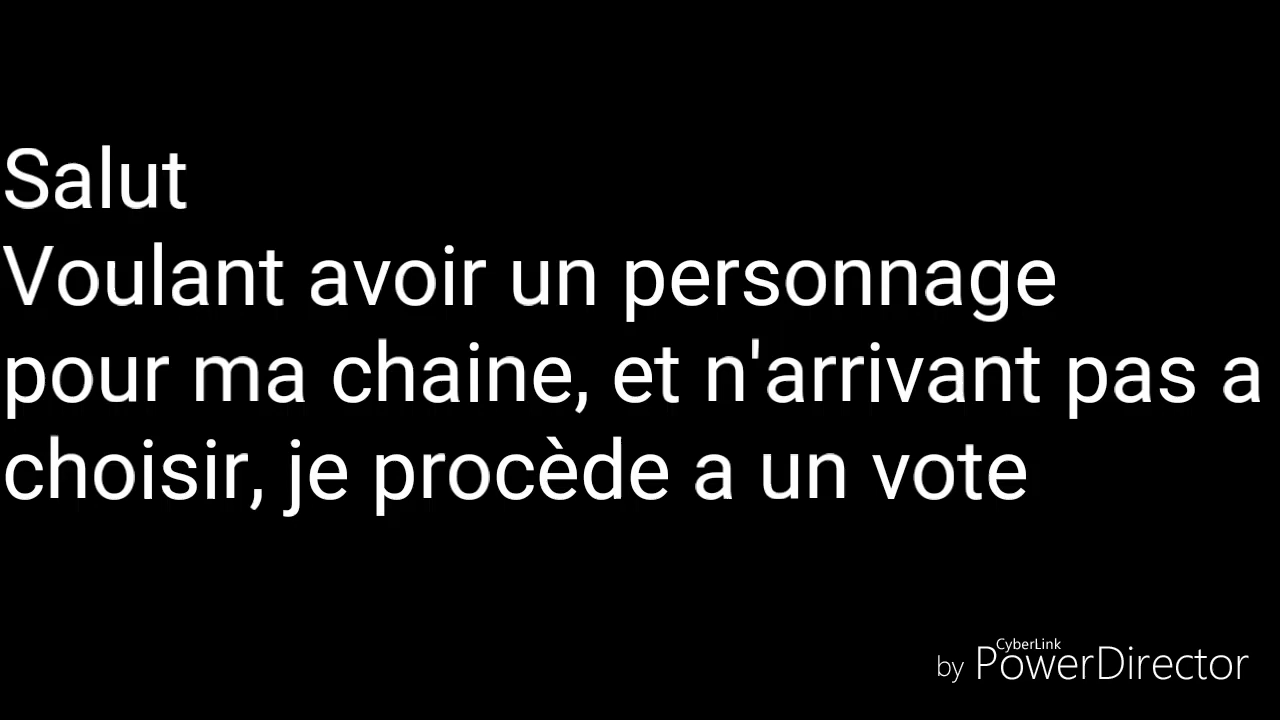 Salut
Voulant avoir un personnage
pour ma chaine, et n'arrivant pas a
choisir, je procède a un vote
CyberLink
by PowerDirector